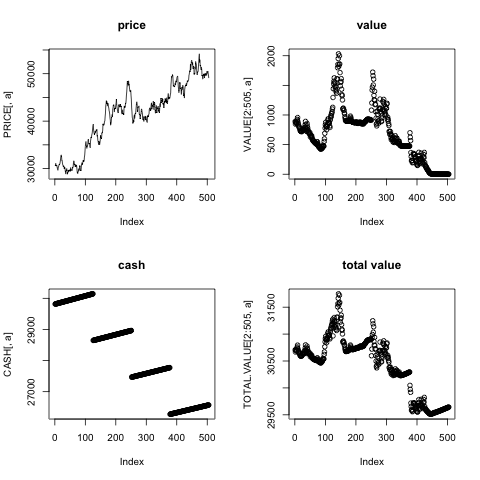 price
PRICE[, a]
30000 40000 50000
0 100 200 300 400 500
Index
value
VALUE[2:505, a]
0 500 1000 2000
0 100 200 300 400 500
Index
cash
CASH[, a]
27000 29000
0 100 200 300 400 500
Index
total value
TOTAL.VALUE[2:505, a]
29500 30500 31500
0 100 200 300 400 500
Index